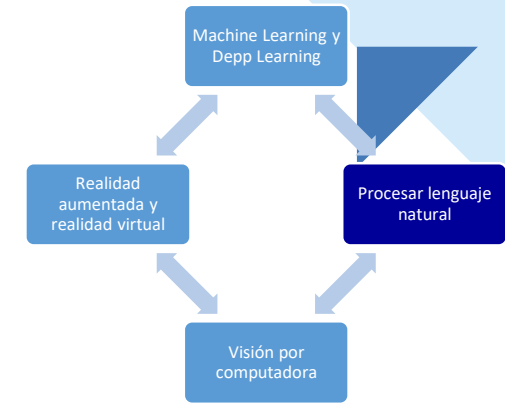 Machine Learning y
Depp Learning
Realidad
aumentada y
realidad virtual
Procesar lenguaje
natural
Visión por
computadora